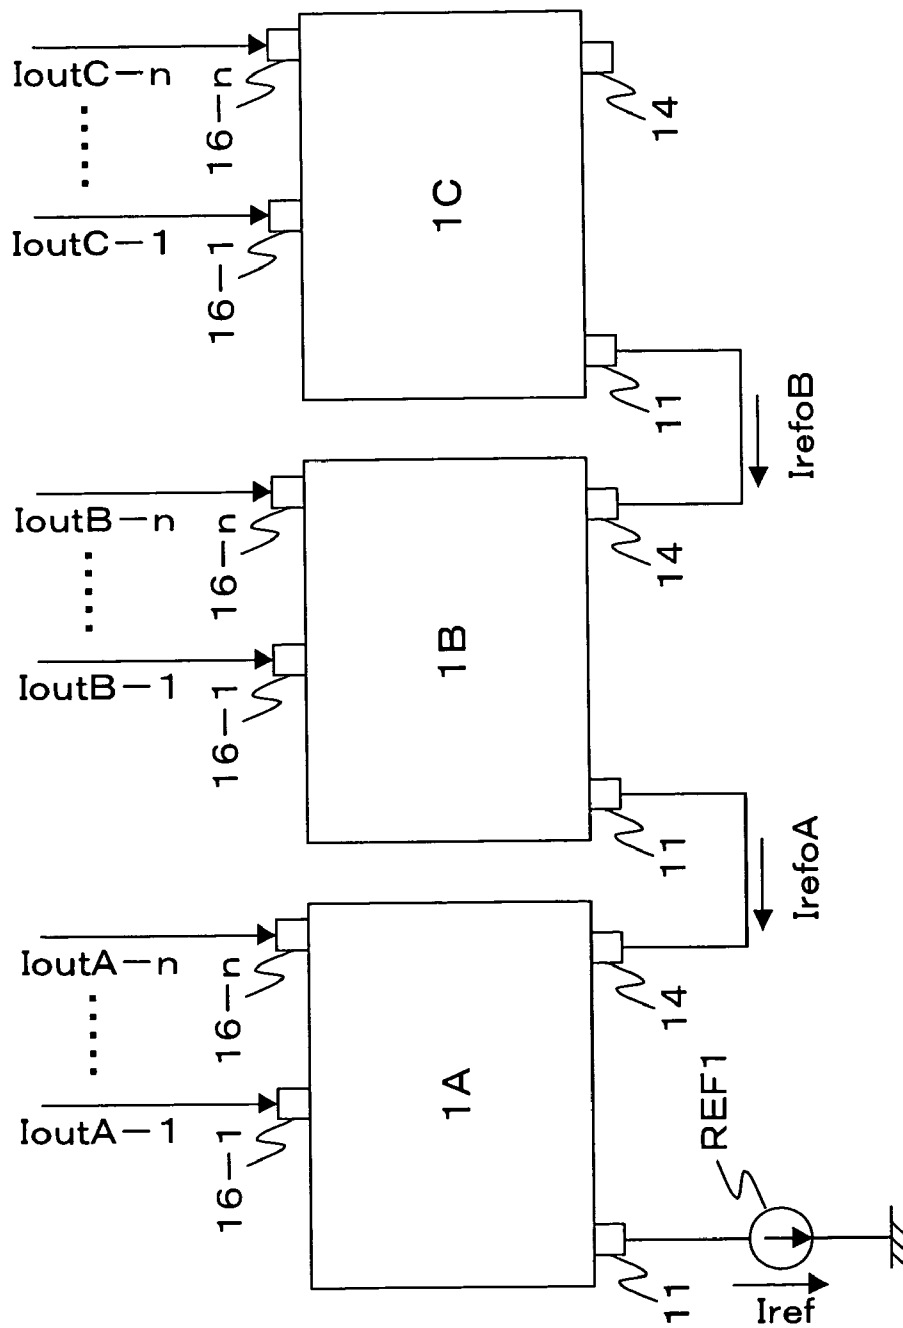 IoutC-n
.....
IoutC-1
16-n
16-1
1C
14
11
IrefoB
IoutB-n
.....
IoutB-1
16-n
16-1
1B
14
11
IrefoA
IoutA-n
.....
IoutA-1
16-n
16-1
1A
14
11
REF1
Iref